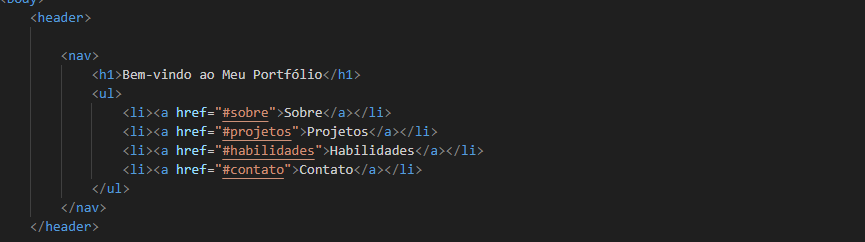 <body>
<header>
<nav>
<h1>Bem-vindo ao Meu Portfólio</h1>
<ul>
<li><a href="#sobre">Sobre</a></li>
<li><a href="#projetos">Projetos</a></li>
<li><a href="#habilidades">Habilidades</a></li>
<li><a href="#contato">Contato</a></li>
</ul>
</nav>
</header>